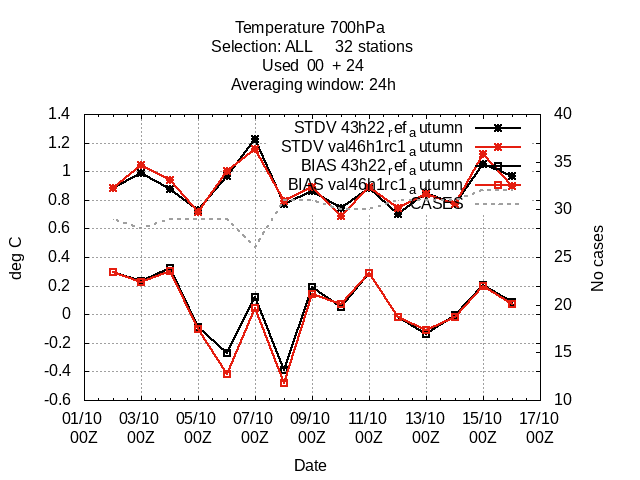 Temperature 700hPa
Selection: ALL 32 stations
Used 00 + 24
Averaging window: 24h
1.4
1.2
1
0.8
0.6
0.4
0.2
0
-0.2
-0.4
-0.6
deg C
40
35
30
25
20
15
10
No cases
STDV 43h22_ref_autumn
STDV val46h1rc1_autumn
BIAS 43h22_ref_autumn
BIAS val46h1rc1_autumn
CASES
01/10 03/10 05/10 07/10 09/10 11/10 13/10 15/10 17/10
00Z 00Z 00Z 00Z 00Z 00Z 00Z 00Z 00Z
Date